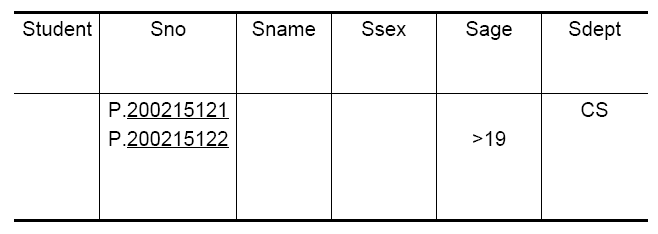 Student Sno Sname Ssex Sage Sdept
P.200215121 CS
P.200215122 >19